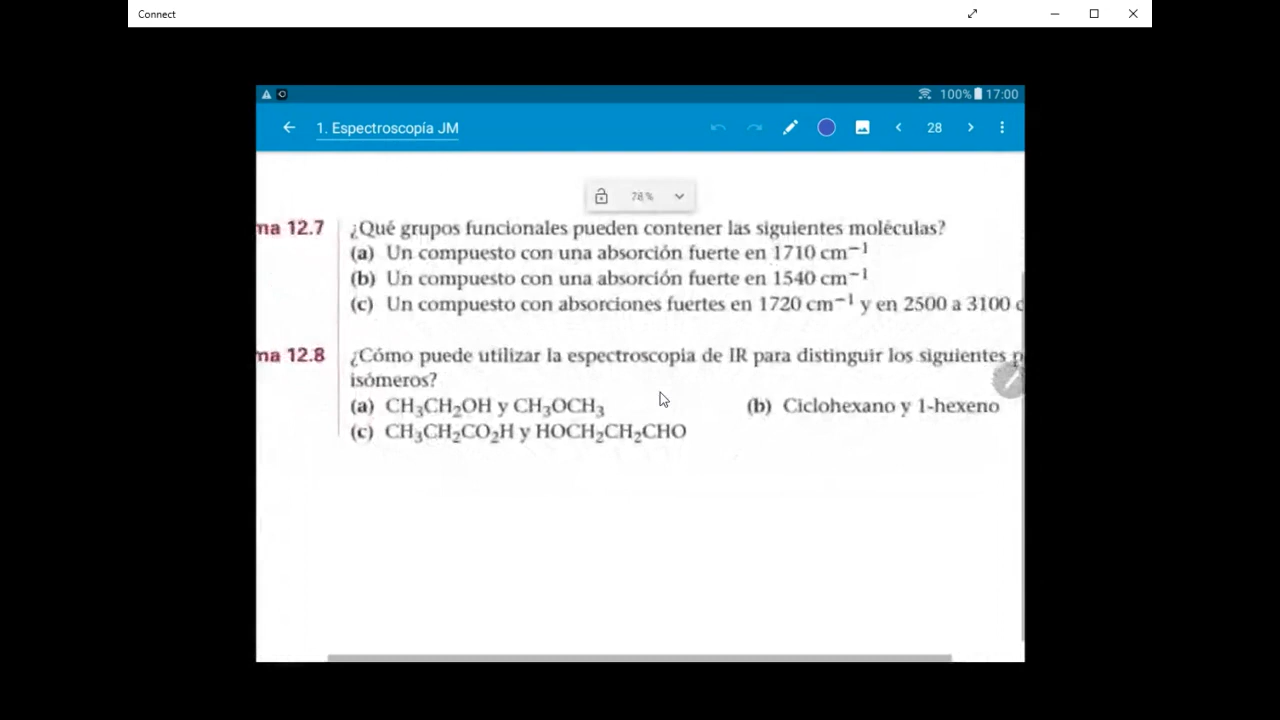 Connect
100% 17:00
1. Espectroscopía JM
28
78%
na 12.7 ¿Qué grupos funcionales pueden contener las siguientes moléculas?
(a) Un compuesto con una absorción fuerte en 1710 cm⁻¹
(b) Un compuesto con una absorción fuerte en 1540 cm⁻¹
(c) Un compuesto con absorciones fuertes en 1720 cm⁻¹ y en 2500 a 3100 c
na 12.8 ¿Cómo puede utilizar la espectroscopia de IR para distinguir los siguientes p
isómeros?
(a) CH₃CH₂OH y CH₃OCH₃ (b) Ciclohexano y 1-hexeno
(c) CH₃CH₂CO₂H y HOCH₂CH₂CHO